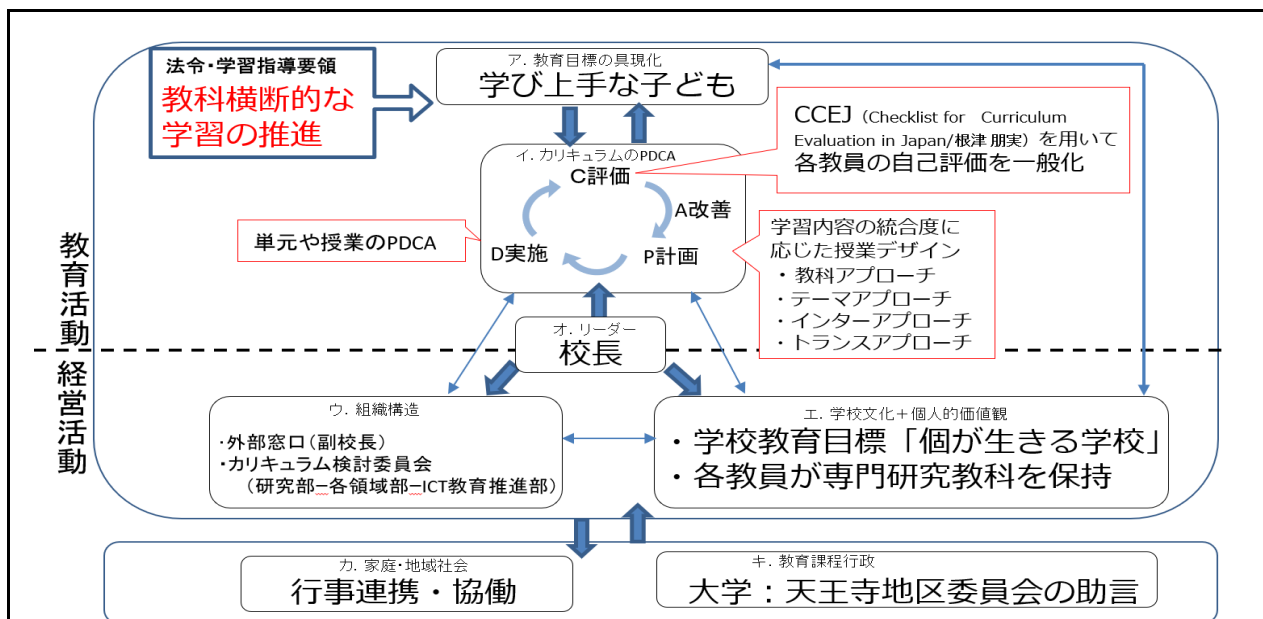 ア．教育目標の具現化
学び上手な子ども
法令・学習指導要領
教科横断的な
学習の推進
CCEJ（Checklist for　Curriculum
Evaluation in Japan/根津 朋実）を用いて
各教員の自己評価を一般化
イ．カリキュラムのPDCA
C評価
A改善
P計画
D実施
単元や授業のPDCA
学習内容の統合度に
応じた授業デザイン
・教科アプローチ
・テーマアプローチ
・インターアプローチ
・トランスアプローチ
教育活動
オ．リーダー
校長
経営活動
ウ．組織構造
・外部窓口（副校長）
・カリキュラム検討委員会
（研究部－各領域部－ICT教育推進部）
エ．学校文化＋個人的価値観
・学校教育目標「個が生きる学校」
・各教員が専門研究教科を保持
カ．家庭・地域社会
行事連携・協働
キ．教育課程行政
大学：天王寺地区委員会の助言